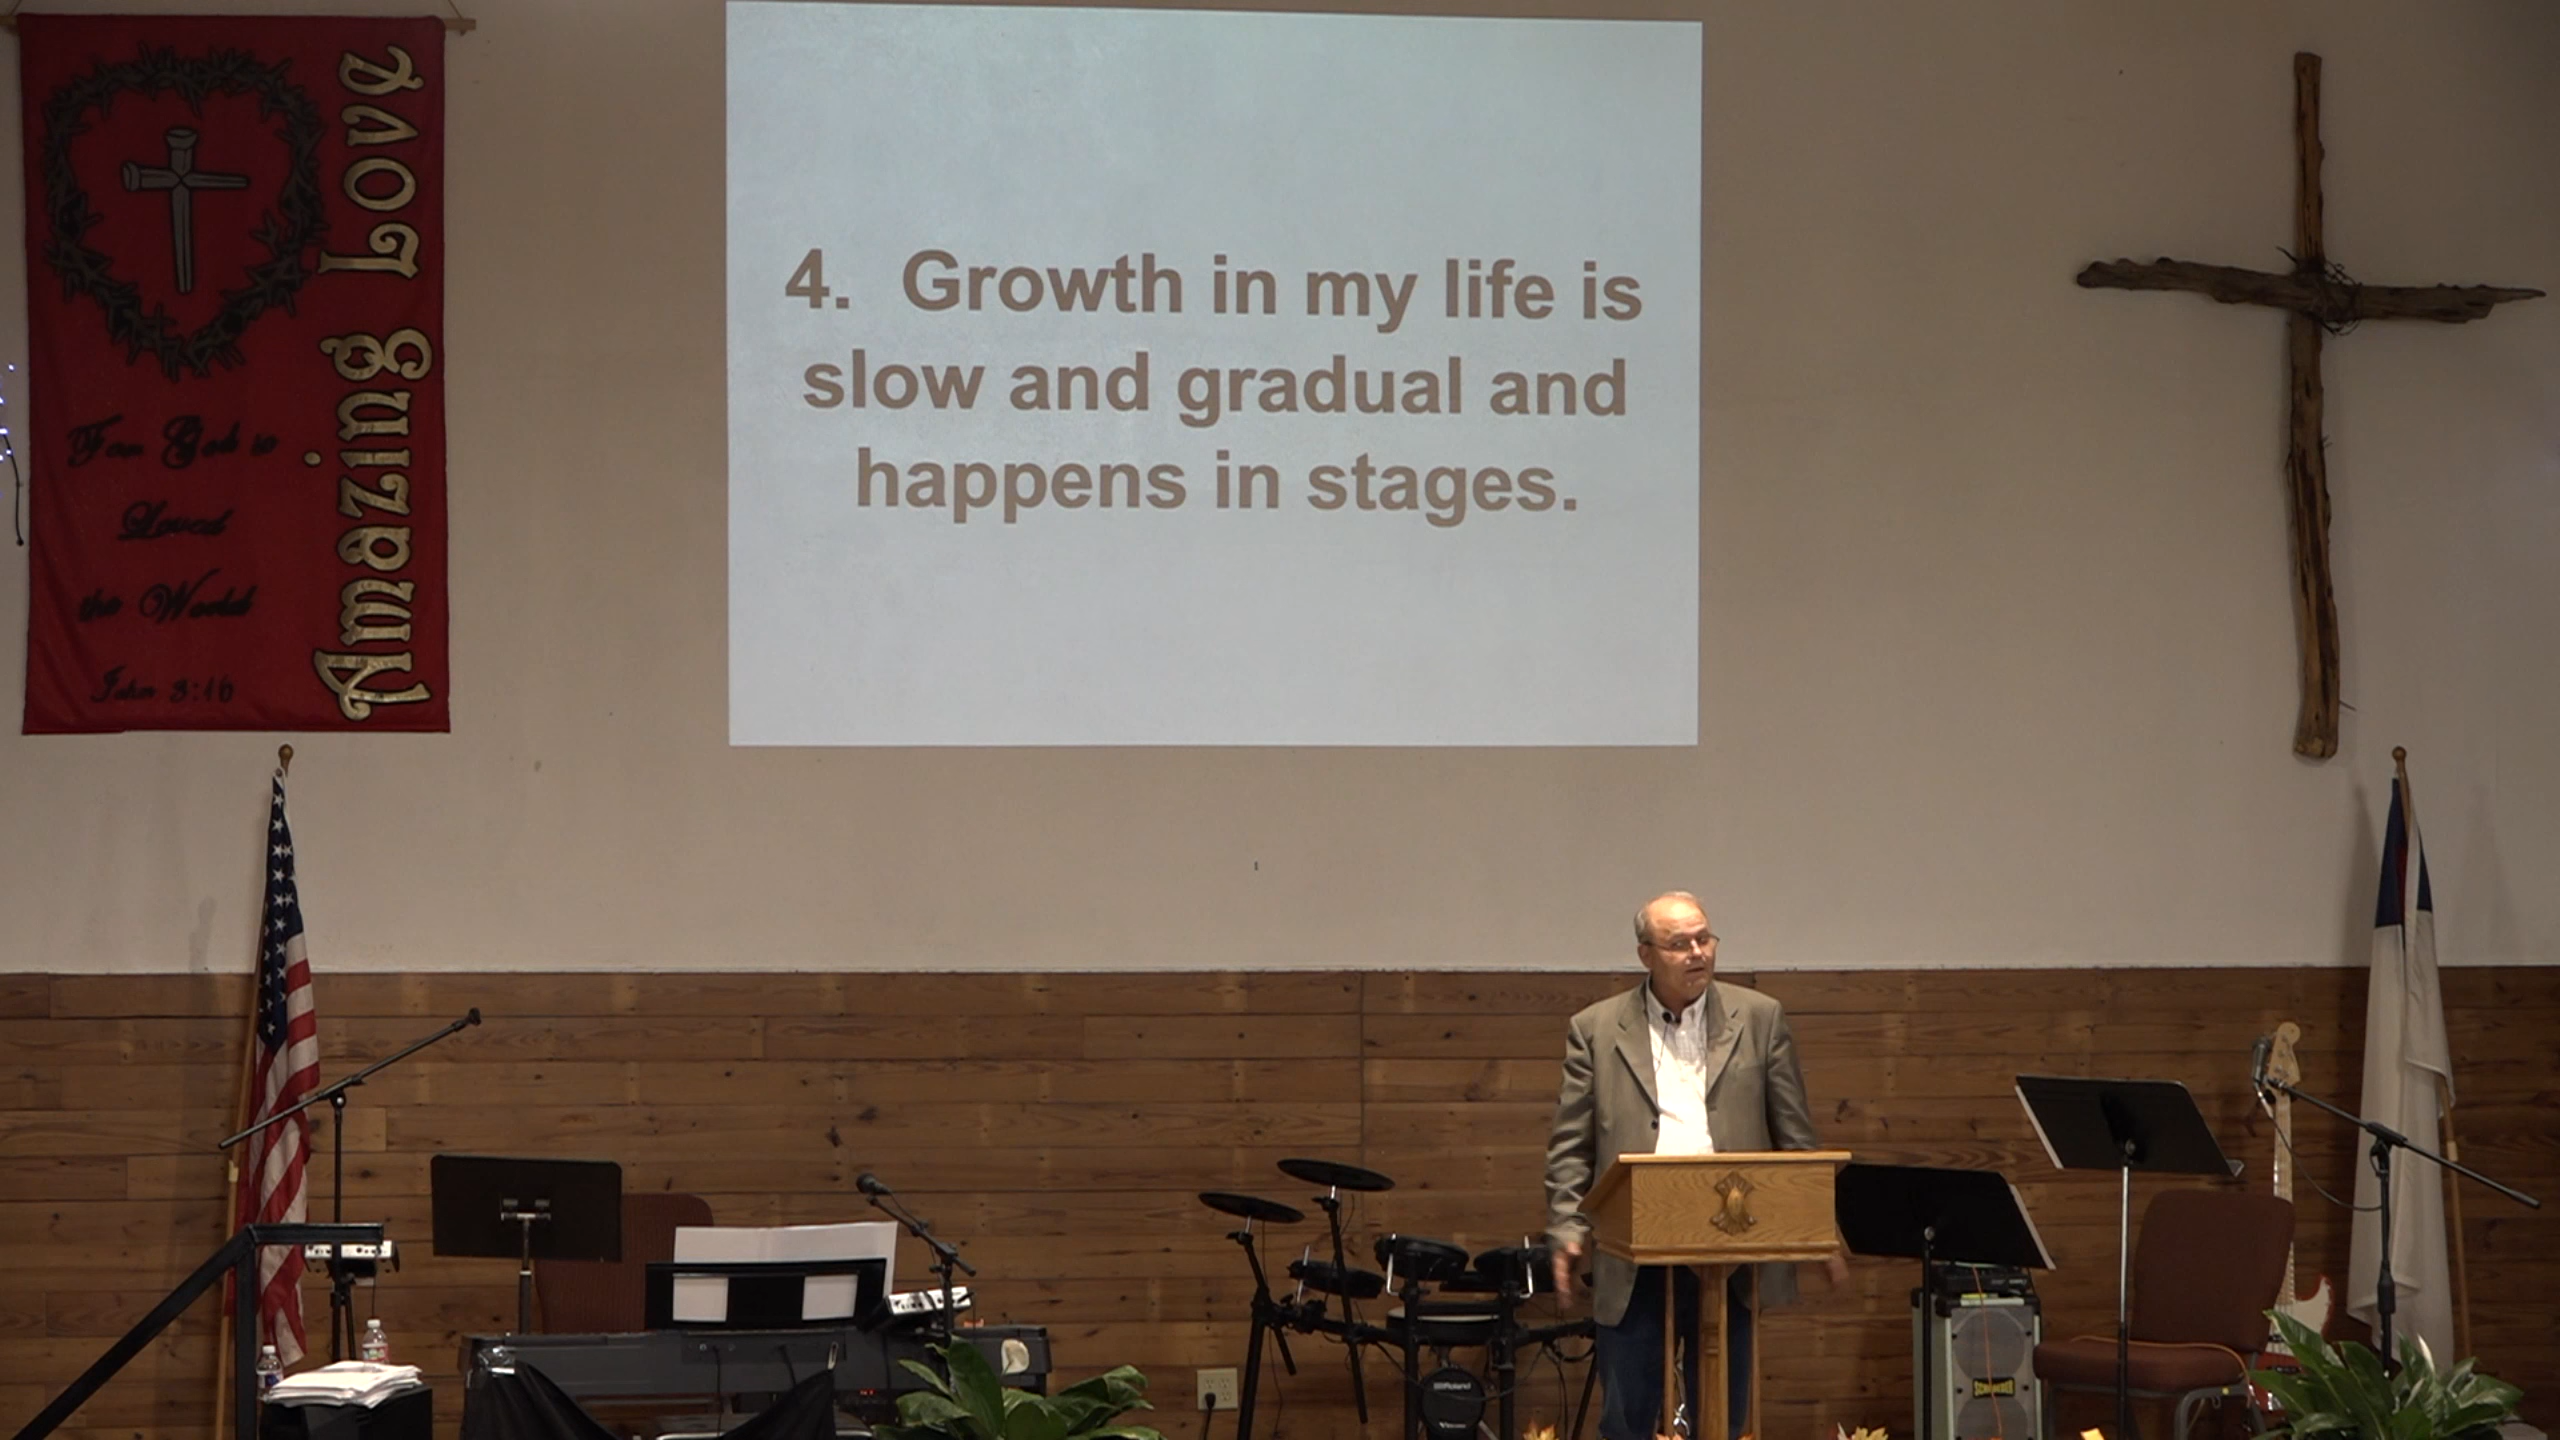 Amazing Love
For God so
Loved
the World
John 3:16
4. Growth in my life is
slow and gradual and
happens in stages.
Roland